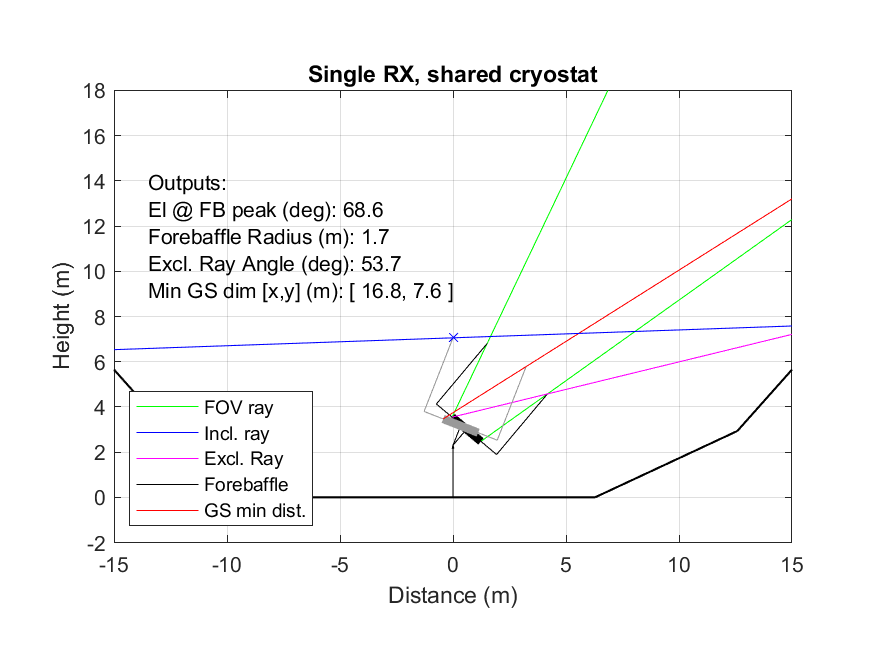 Single RX, shared cryostat
18
16
14
12
10
8
6
4
2
0
-2
Height (m)
Outputs:
El @ FB peak (deg): 68.6
Forebaffle Radius (m): 1.7
Excl. Ray Angle (deg): 53.7
Min GS dim [x,y] (m): [ 16.8, 7.6 ]
FOV ray
Incl. ray
Excl. Ray
Forebaffle
GS min dist.
-15 -10 -5 0 5 10 15
Distance (m)